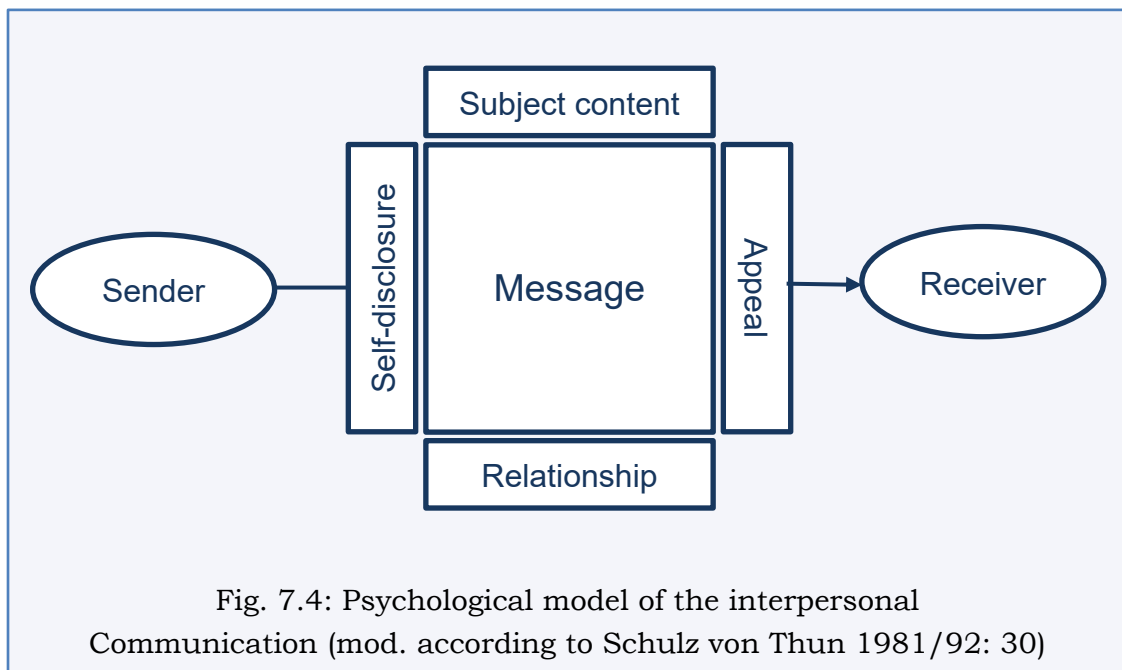 Subject content
Sender
Self-disclosure
Message
Appeal
Receiver
Relationship
Fig. 7.4: Psychological model of the interpersonal
Communication (mod. according to Schulz von Thun 1981/92: 30)